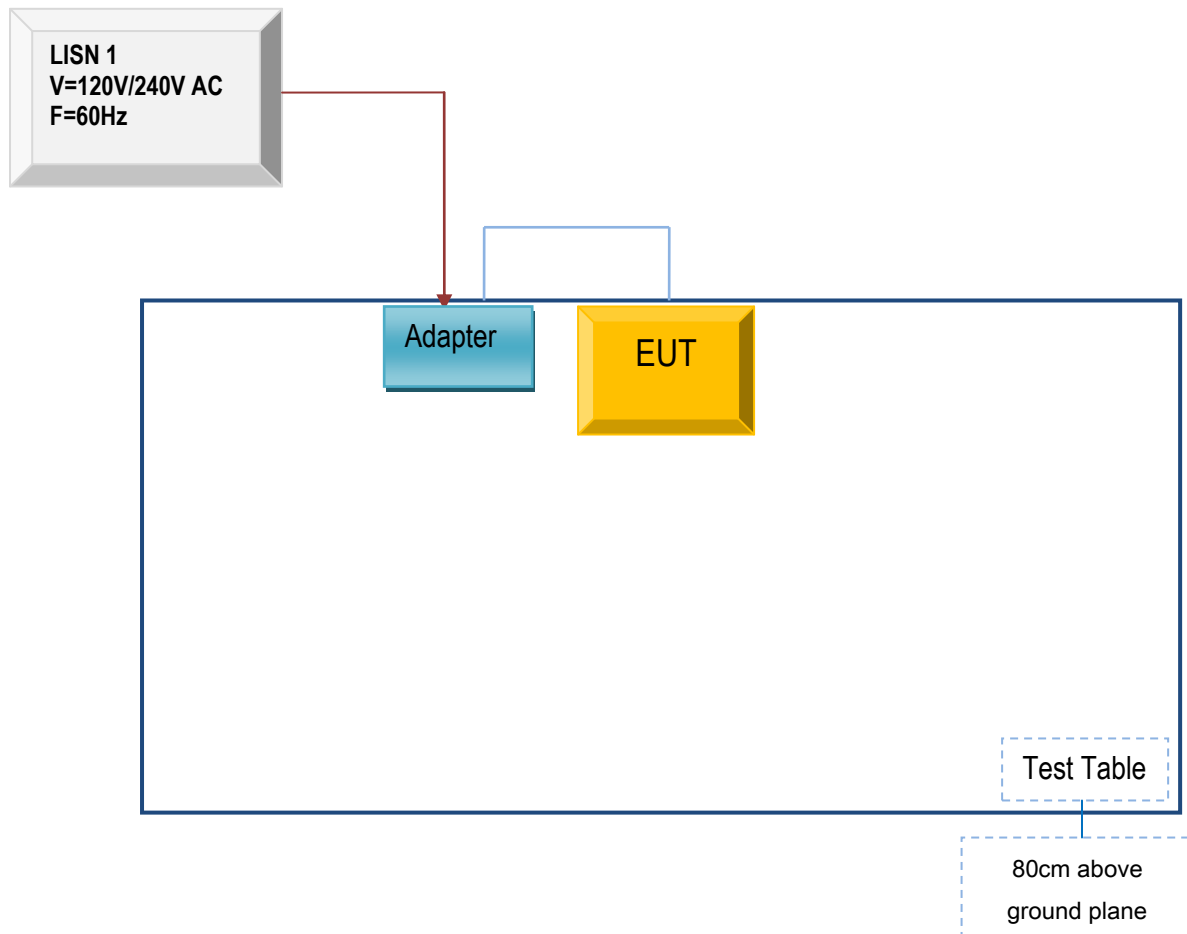 LISN 1
V=120V/240V AC
F=60Hz
Adapter
EUT
Test Table
80cm above
ground plane